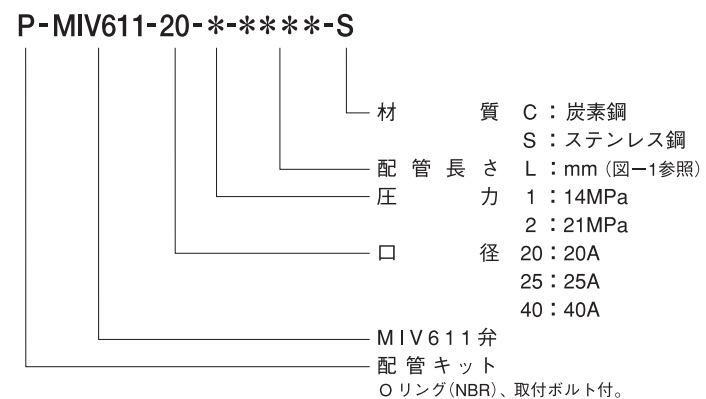 P-MIV611-20-＊-＊＊＊＊-S
材質 C：炭素鋼
S：ステンレス鋼
配管長さ L：mm（図ー1参照）
圧力 1：14MPa
2：21MPa
口径 20：20A
25：25A
40：40A
MIV611弁
配管キット
Oリング（NBR）、取付ボルト付。